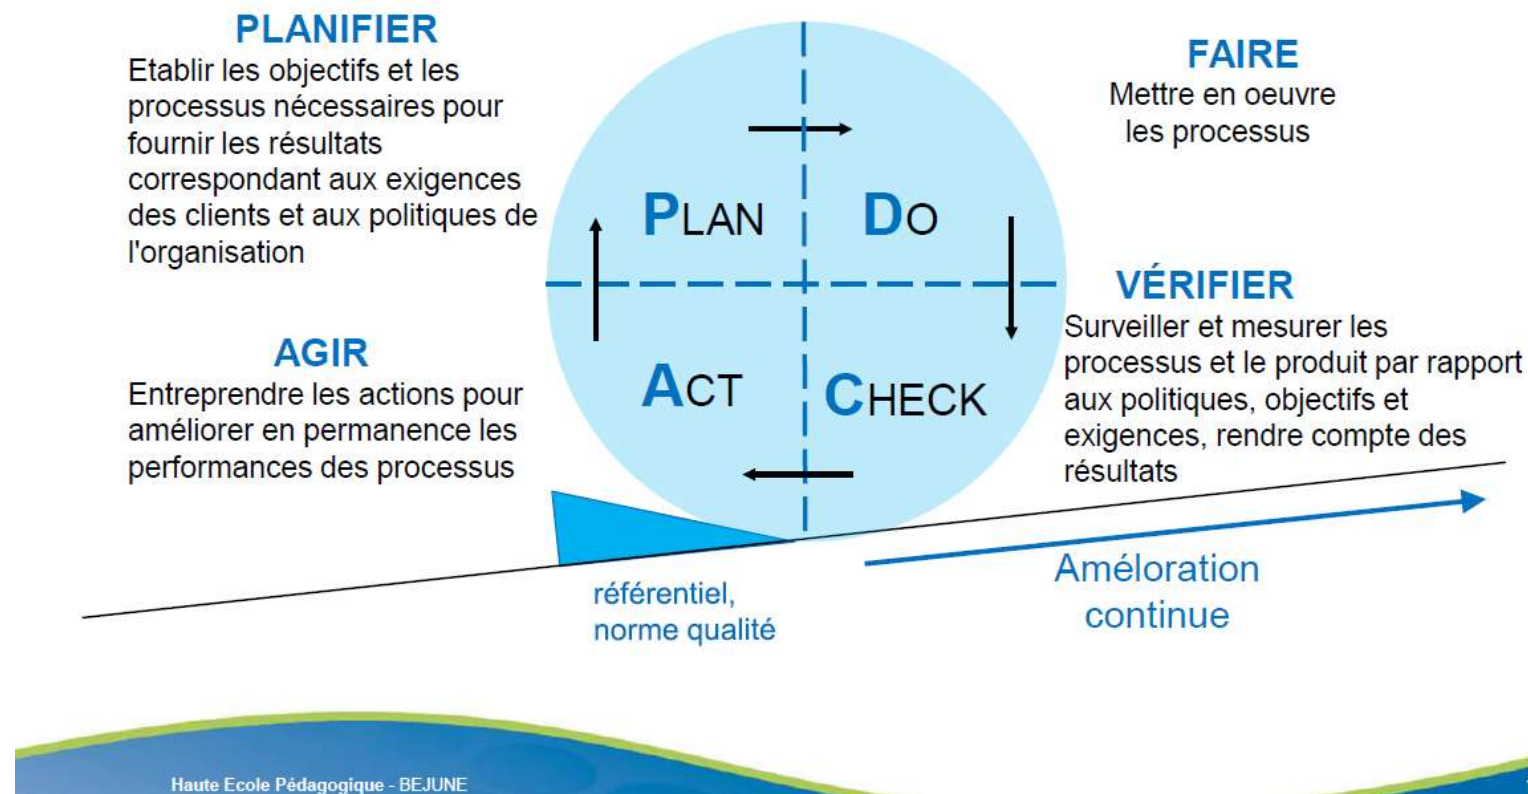 PLANIFIER
Etablir les objectifs et les
processus nécessaires pour
fournir les résultats
correspondant aux exigences
des clients et aux politiques de
l'organisation
FAIRE
Mettre en oeuvre
les processus
PLAN
DO
AGIR
Entreprendre les actions pour
améliorer en permanence les
performances des processus
ACT
CHECK
VÉRIFIER
Surveiller et mesurer les
processus et le produit par rapport
aux politiques, objectifs et
exigences, rendre compte des
résultats
référentiel,
norme qualité
Améloration
continue
Haute Ecole Pédagogique - BEJUNE